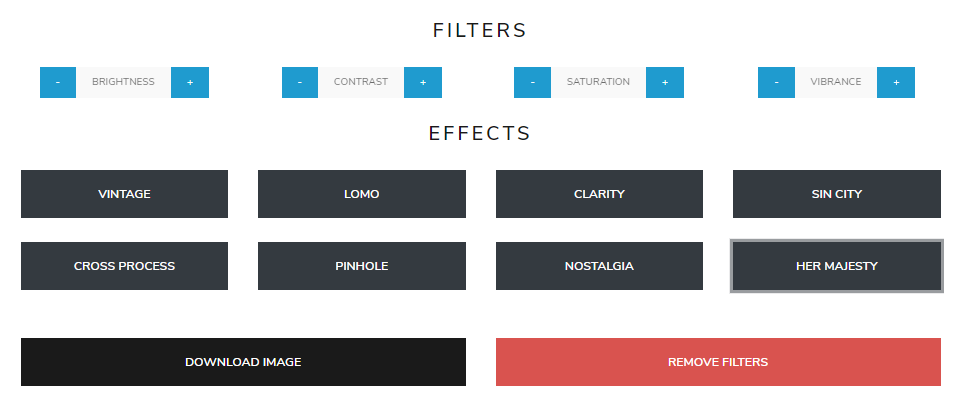 FILTERS
- BRIGHTNESS + - CONTRAST + - SATURATION + - VIBRANCE +
EFFECTS
VINTAGE LOMO CLARITY SIN CITY
CROSS PROCESS PINHOLE NOSTALGIA HER MAJESTY
DOWNLOAD IMAGE REMOVE FILTERS